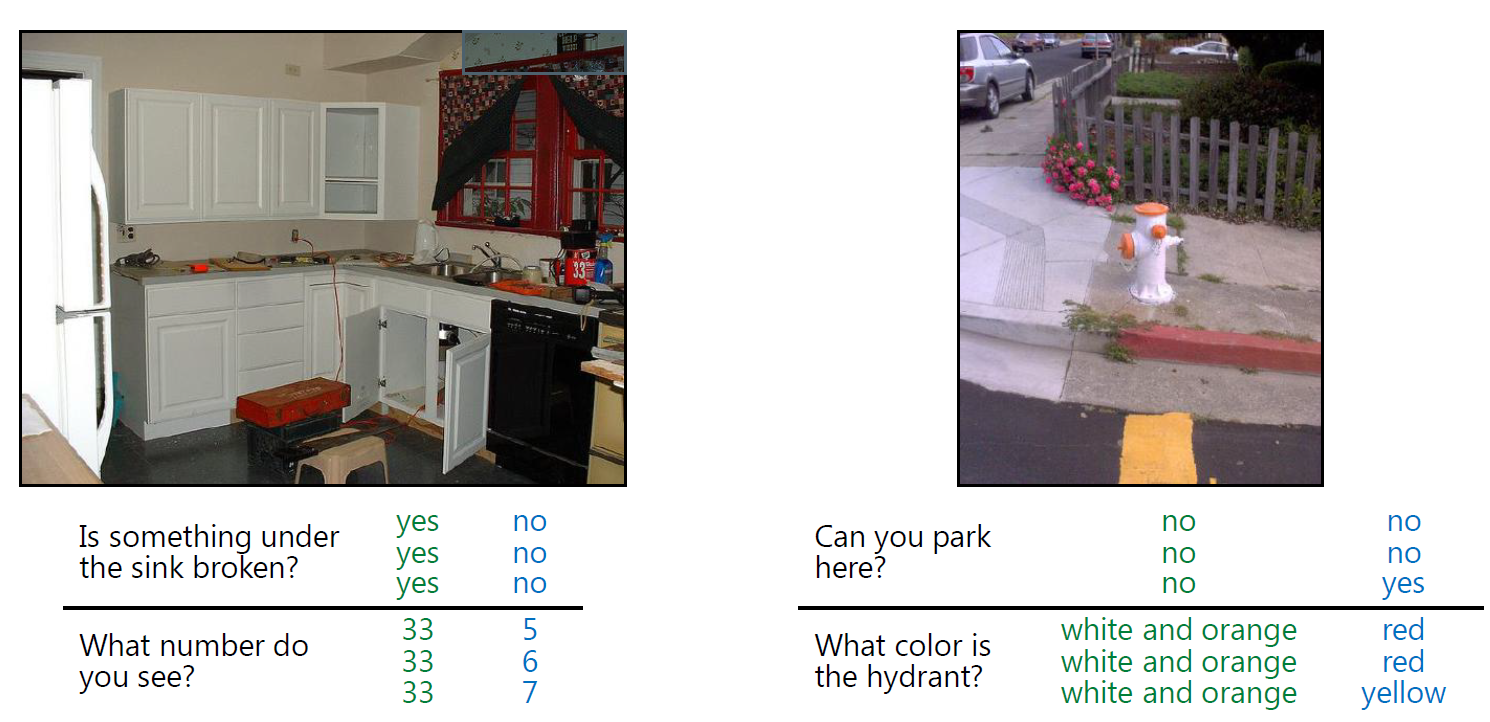 33
Is something under
the sink broken?
yes no
yes no
yes no
What number do
you see?
33 5
33 6
33 7
Can you park
here?
no no
no no
no yes
What color is
the hydrant?
white and orange red
white and orange red
white and orange yellow